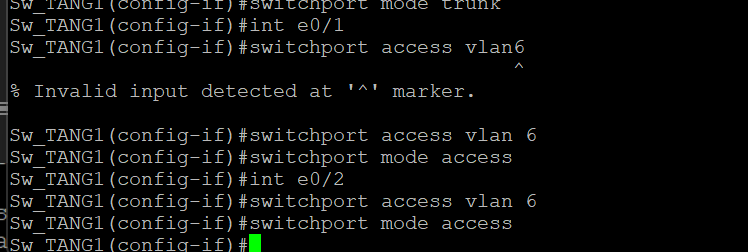 Sw_TANG1(config-if)#switchport mode trunk
Sw_TANG1(config-if)#int e0/1
Sw_TANG1(config-if)#switchport access vlan6
^
% Invalid input detected at '^' marker.
Sw_TANG1(config-if)#switchport access vlan 6
Sw_TANG1(config-if)#switchport mode access
Sw_TANG1(config-if)#int e0/2
Sw_TANG1(config-if)#switchport access vlan 6
Sw_TANG1(config-if)#switchport mode access
Sw_TANG1(config-if)#